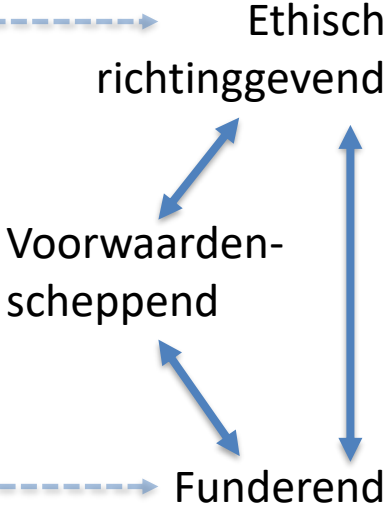 Ethisch
richtinggevend
Voorwaarden-
scheppend
Funderend